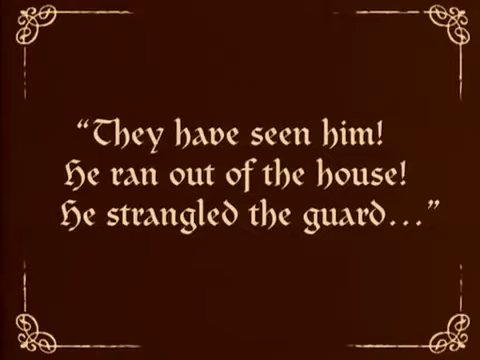 “They have seen him!
He ran out of the house!
He strangled the guard...”